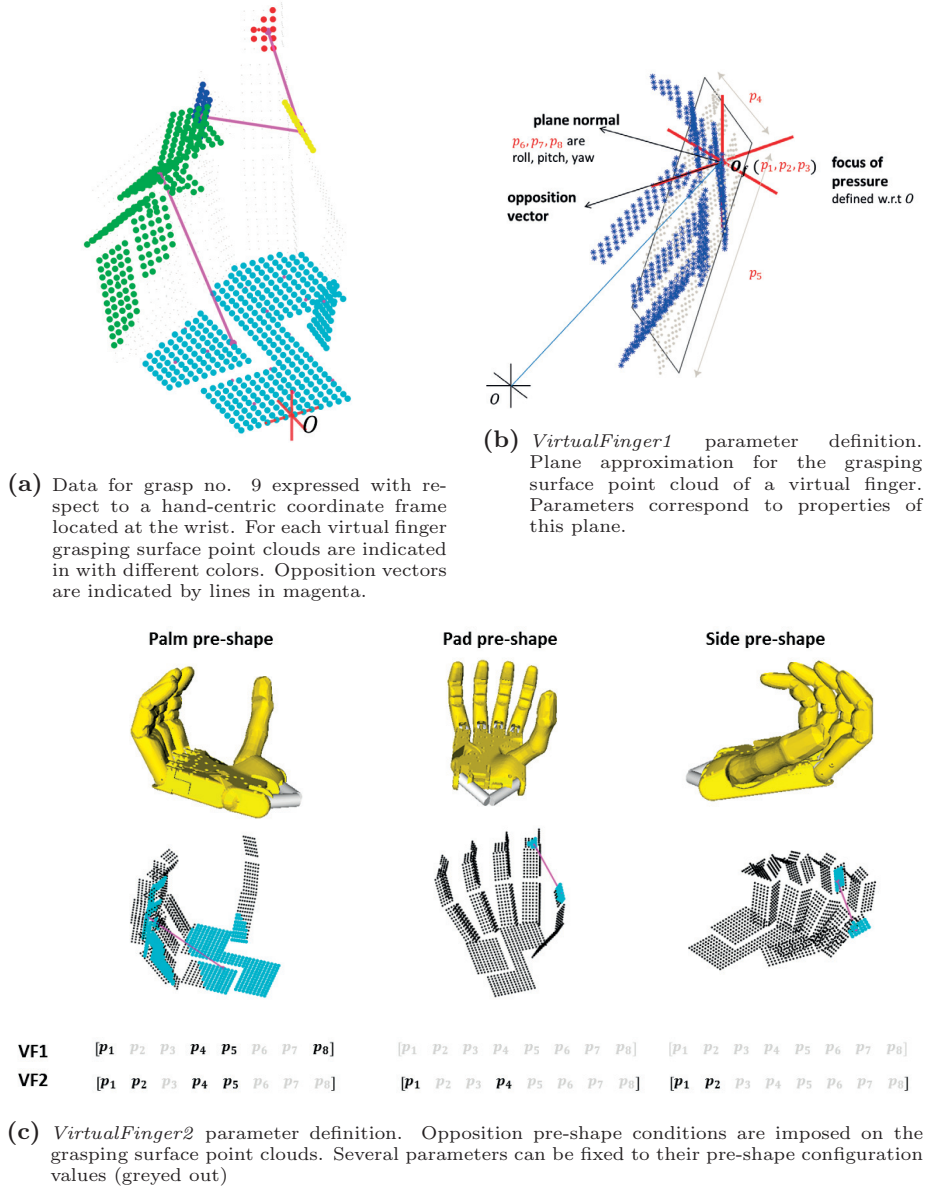 O
(a) Data for grasp no. 9 expressed with re-
spect to a hand-centric coordinate frame
located at the wrist. For each virtual finger
grasping surface point clouds are indicated
in with different colors. Opposition vectors
are indicated by lines in magenta.
p4
plane normal
p6, p7, p8 are
roll, pitch, yaw
Of (p1, p2, p3)
focus of
pressure
defined w.r.t O
opposition
vector
p5
O
(b) VirtualFinger1 parameter definition.
Plane approximation for the grasping
surface point cloud of a virtual finger.
Parameters correspond to properties of
this plane.
Palm pre-shape Pad pre-shape Side pre-shape
VF1 [p1 p2 p3 p4 p5 p6 p7 p8] [p1 p2 p3 p4 p5 p6 p7 p8] [p1 p2 p3 p4 p5 p6 p7 p8]
VF2 [p1 p2 p3 p4 p5 p6 p7 p8] [p1 p2 p3 p4 p5 p6 p7 p8] [p1 p2 p3 p4 p5 p6 p7 p8]
(c) VirtualFinger2 parameter definition. Opposition pre-shape conditions are imposed on the
grasping surface point clouds. Several parameters can be fixed to their pre-shape configuration
values (greyed out)